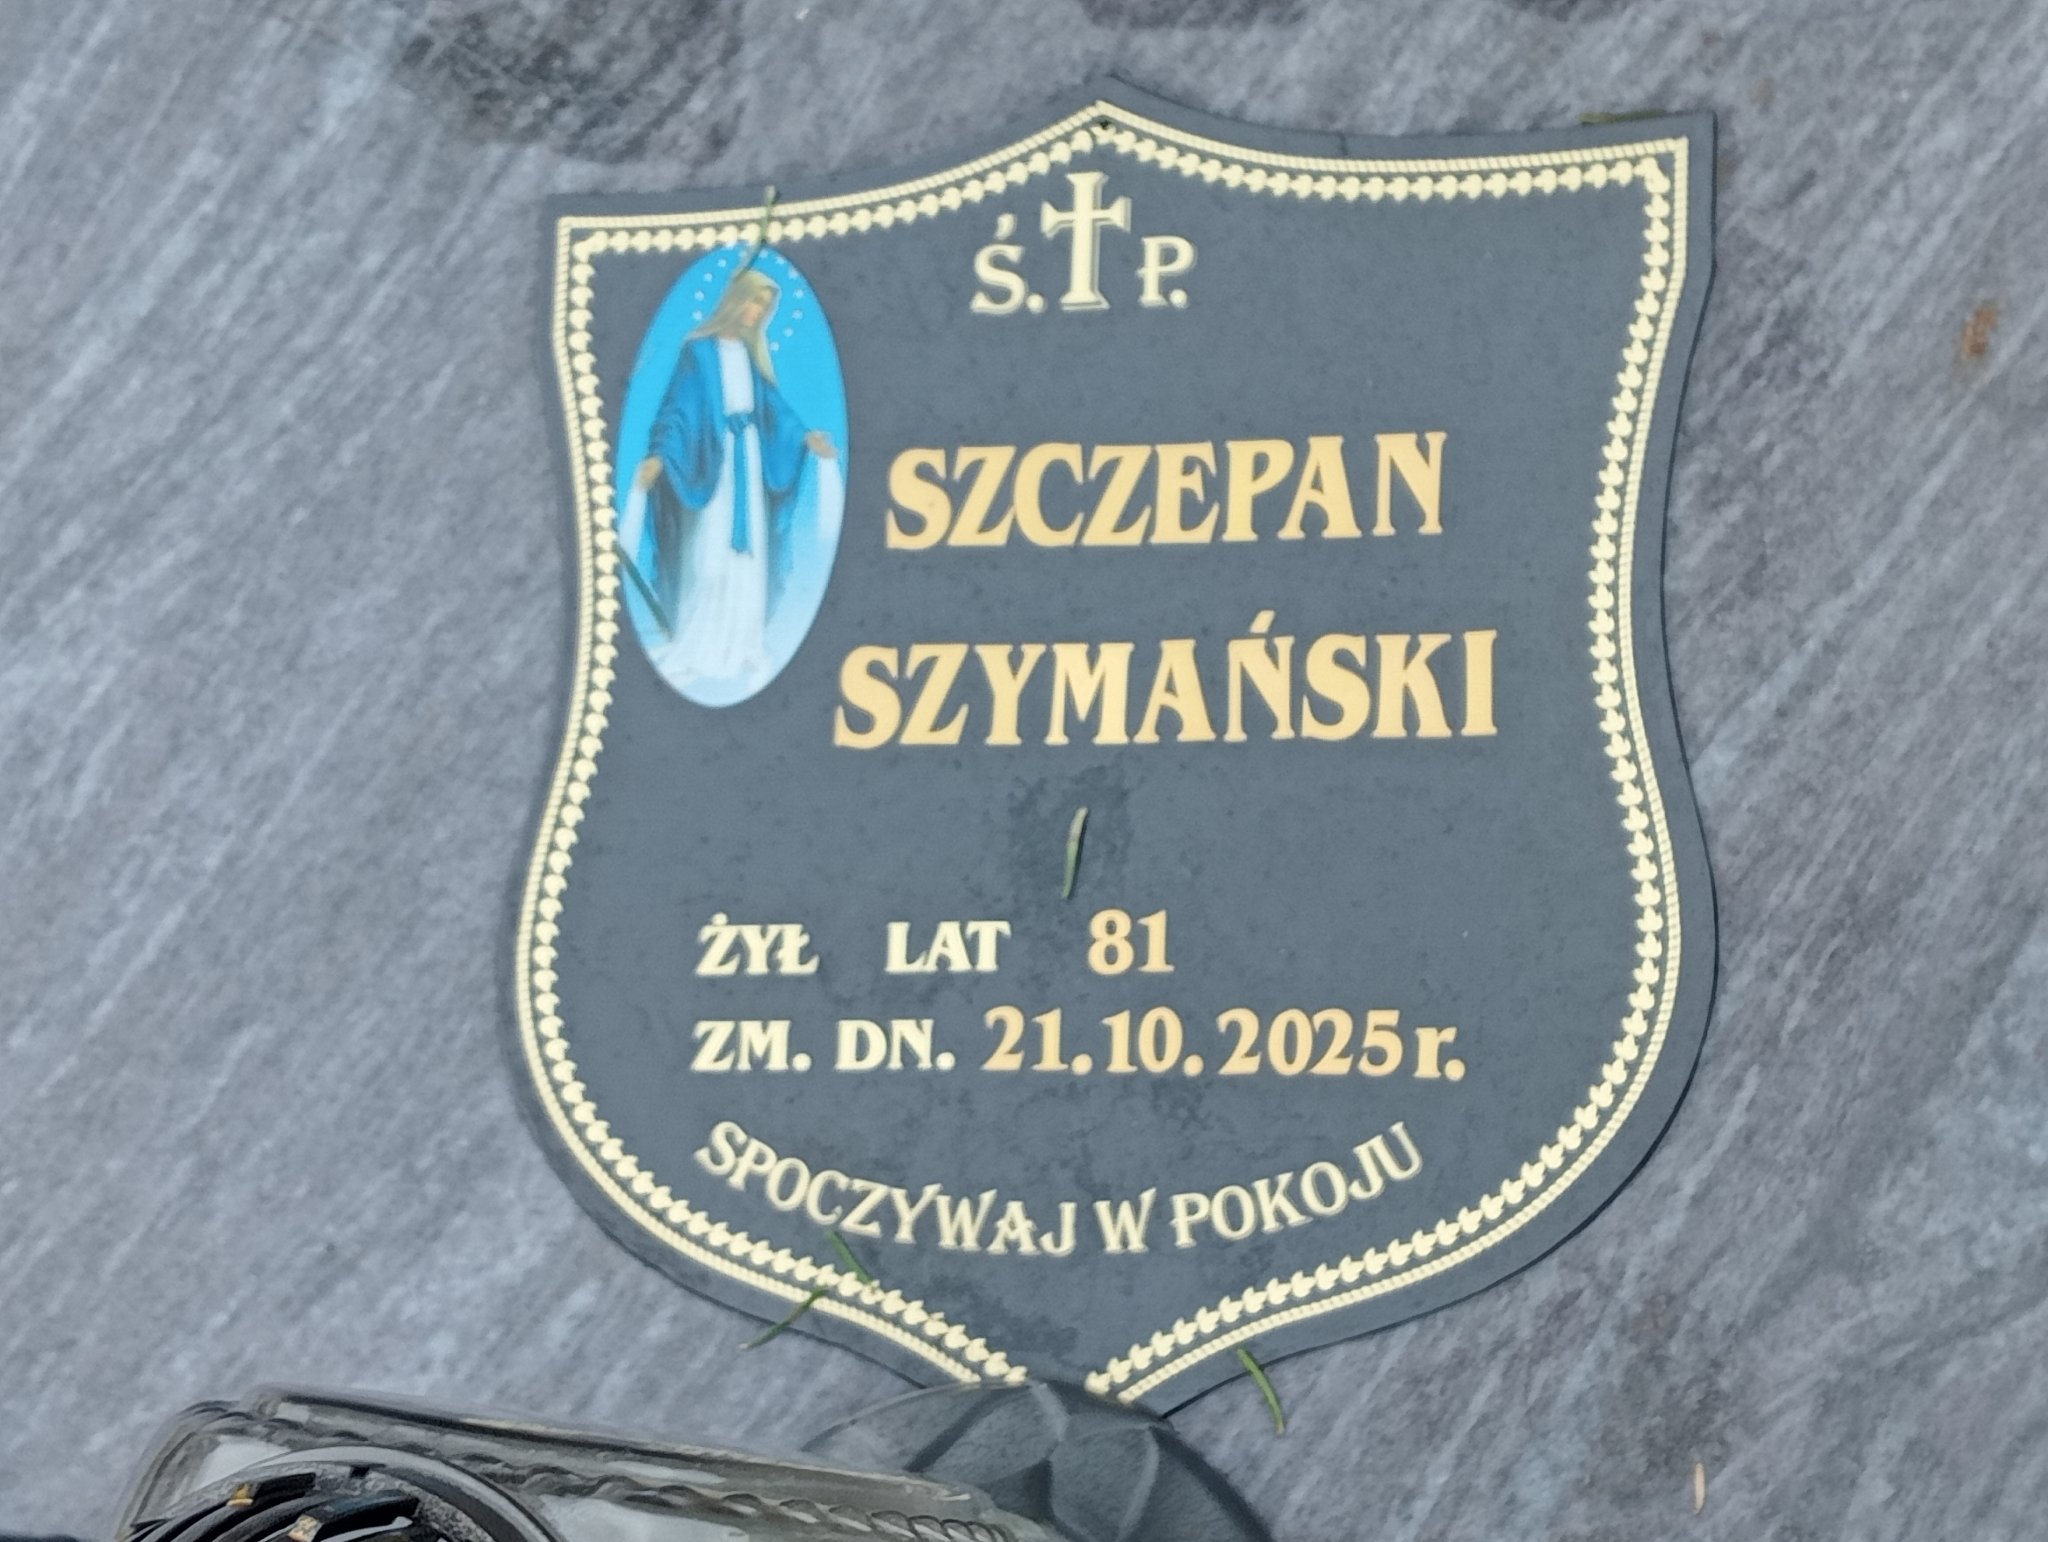 Ś. P.
SZCZEPAN
SZYMAŃSKI
ŻYŁ LAT 81
ZM. DN. 21.10.2025 r.
SPOCZYWAJ W POKOJU